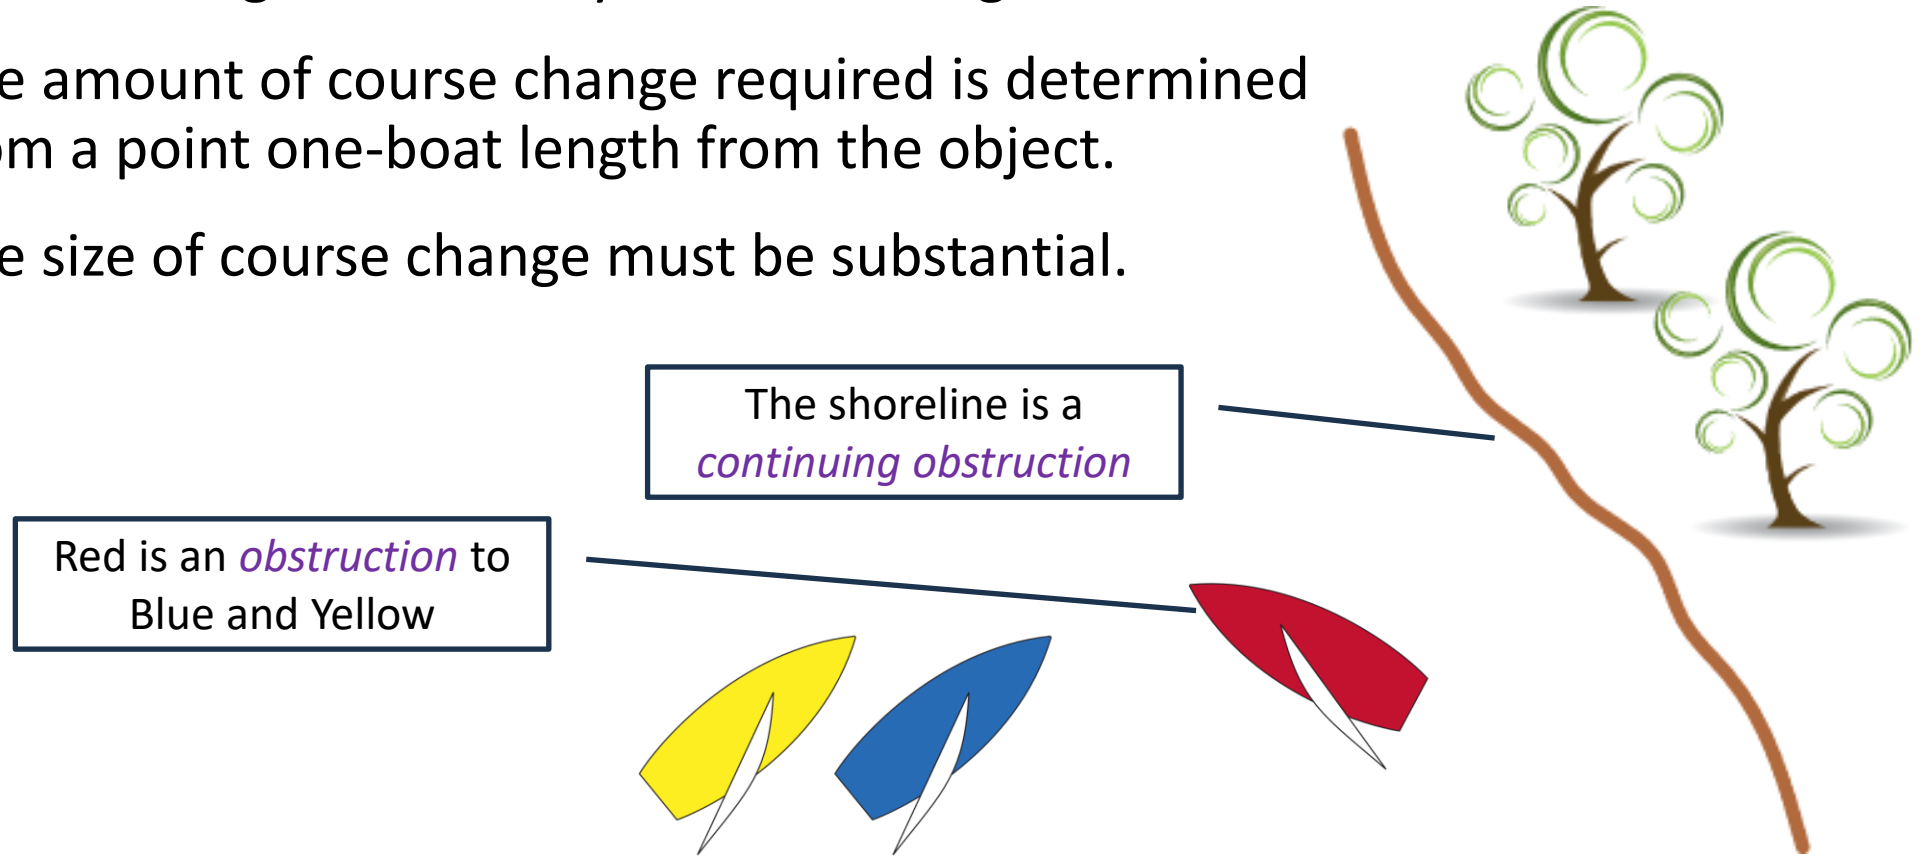 e amount of course change required is determined
om a point one-boat length from the object.
e size of course change must be substantial.
The shoreline is a
continuing obstruction
Red is an obstruction to
Blue and Yellow